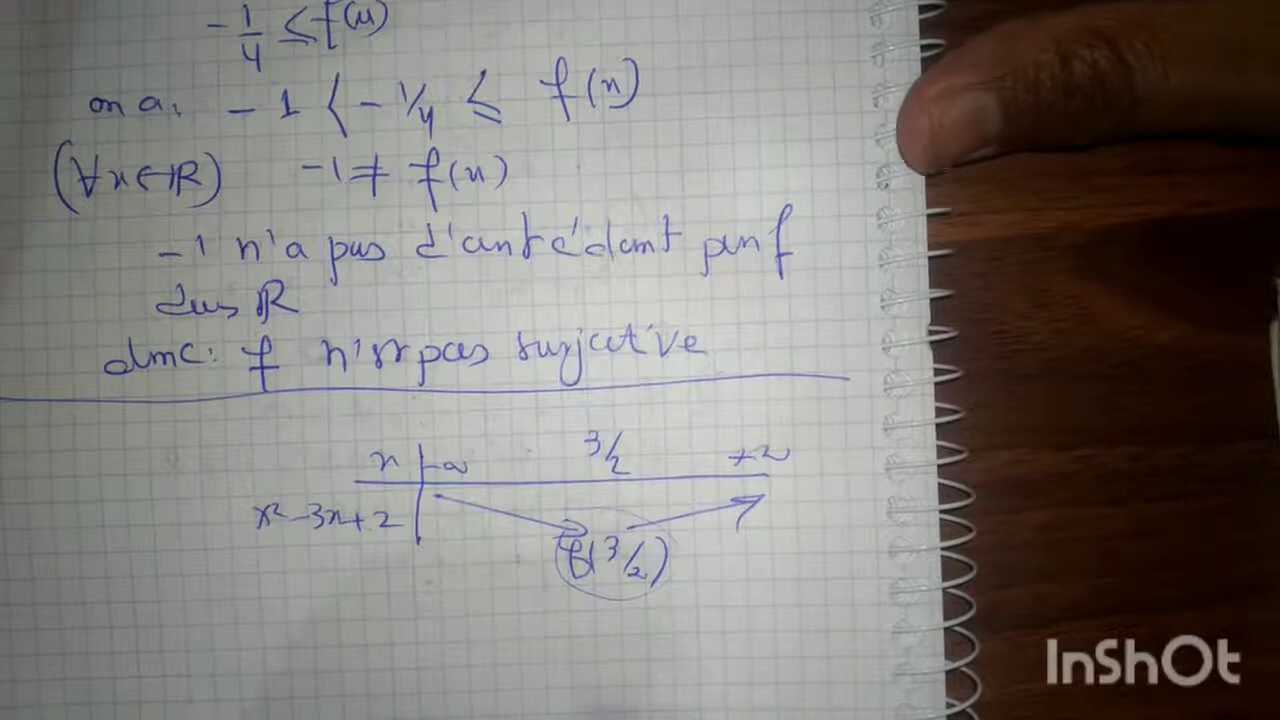 -1/4 ≤ f(x)
on a, -1 < -1/4 ≤ f(x)
(∀x∈ℝ) -1 ≠ f(x)
-1 n'a pas d'antécédant par f
dans ℝ
donc: f n'est pas surjective
x -∞ 3/2 +∞
x²-3x+2
f(3/2)
InShOt